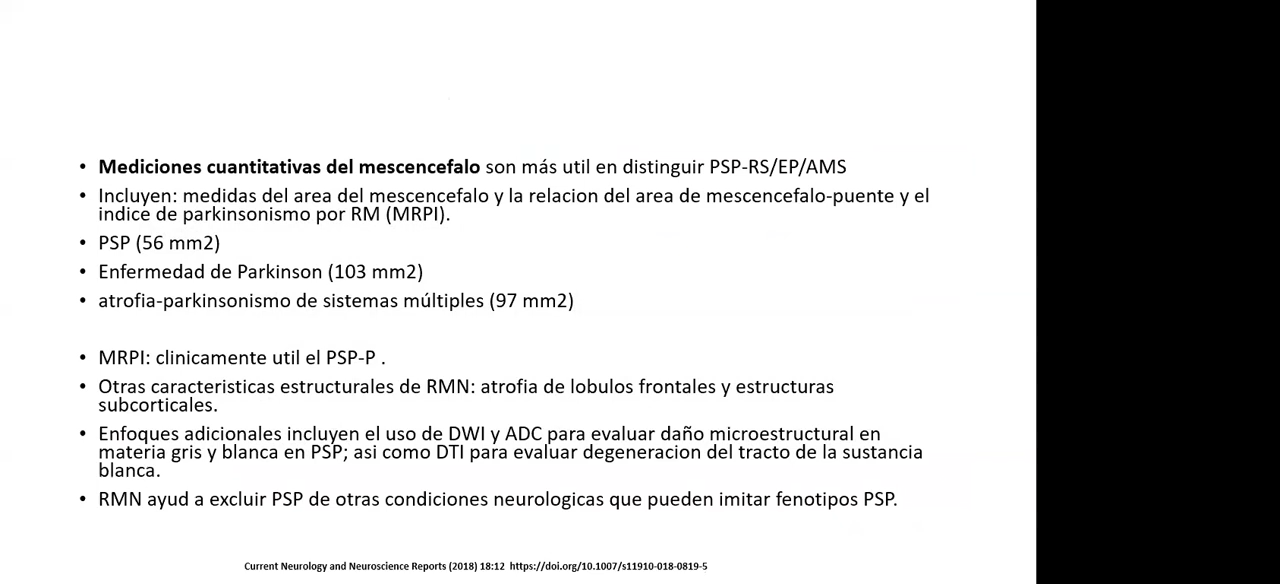 • Mediciones cuantitativas del mescencefalo son más util en distinguir PSP-RS/EP/AMS
• Incluyen: medidas del area del mescencefalo y la relacion del area de mescencefalo-puente y el
indice de parkinsonismo por RM (MRPI).
• PSP (56 mm2)
• Enfermedad de Parkinson (103 mm2)
• atrofia-parkinsonismo de sistemas múltiples (97 mm2)
• MRPI: clinicamente util el PSP-P .
• Otras caracteristicas estructurales de RMN: atrofia de lobulos frontales y estructuras
subcorticales.
• Enfoques adicionales incluyen el uso de DWI y ADC para evaluar daño microestructural en
materia gris y blanca en PSP; asi como DTI para evaluar degeneracion del tracto de la sustancia
blanca.
• RMN ayud a excluir PSP de otras condiciones neurologicas que pueden imitar fenotipos PSP.
Current Neurology and Neuroscience Reports (2018) 18:12 https://doi.org/10.1007/s11910-018-0819-5